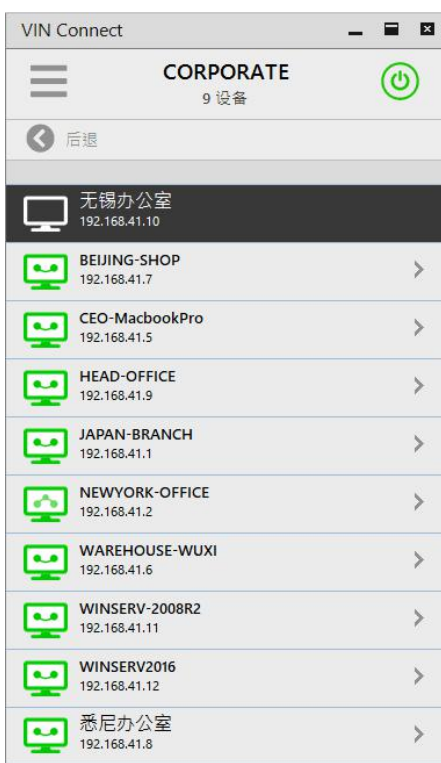 VIN Connect
CORPORATE
9 设备
后退
无锡办公室
192.168.41.10
BEIJING-SHOP
192.168.41.7
CEO-MacbookPro
192.168.41.5
HEAD-OFFICE
192.168.41.9
JAPAN-BRANCH
192.168.41.1
NEWYORK-OFFICE
192.168.41.2
WAREHOUSE-WUXI
192.168.41.6
WINSERV-2008R2
192.168.41.11
WINSERV2016
192.168.41.12
悉尼办公室
192.168.41.8